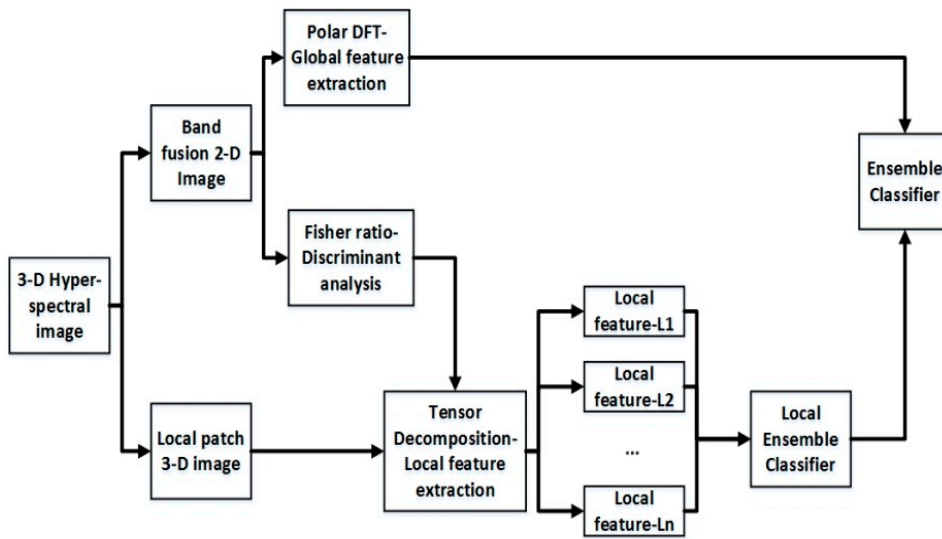 Polar DFT-
Global feature
extraction
Band
fusion 2-D
Image
Ensemble
Classifier
Fisher ratio-
Discriminant
analysis
3-D Hyper-
spectral
image
Local
feature-L1
Local
feature-L2
...
Local
feature-Ln
Local patch
3-D image
Tensor
Decomposition-
Local feature
extraction
Local
Ensemble
Classifier